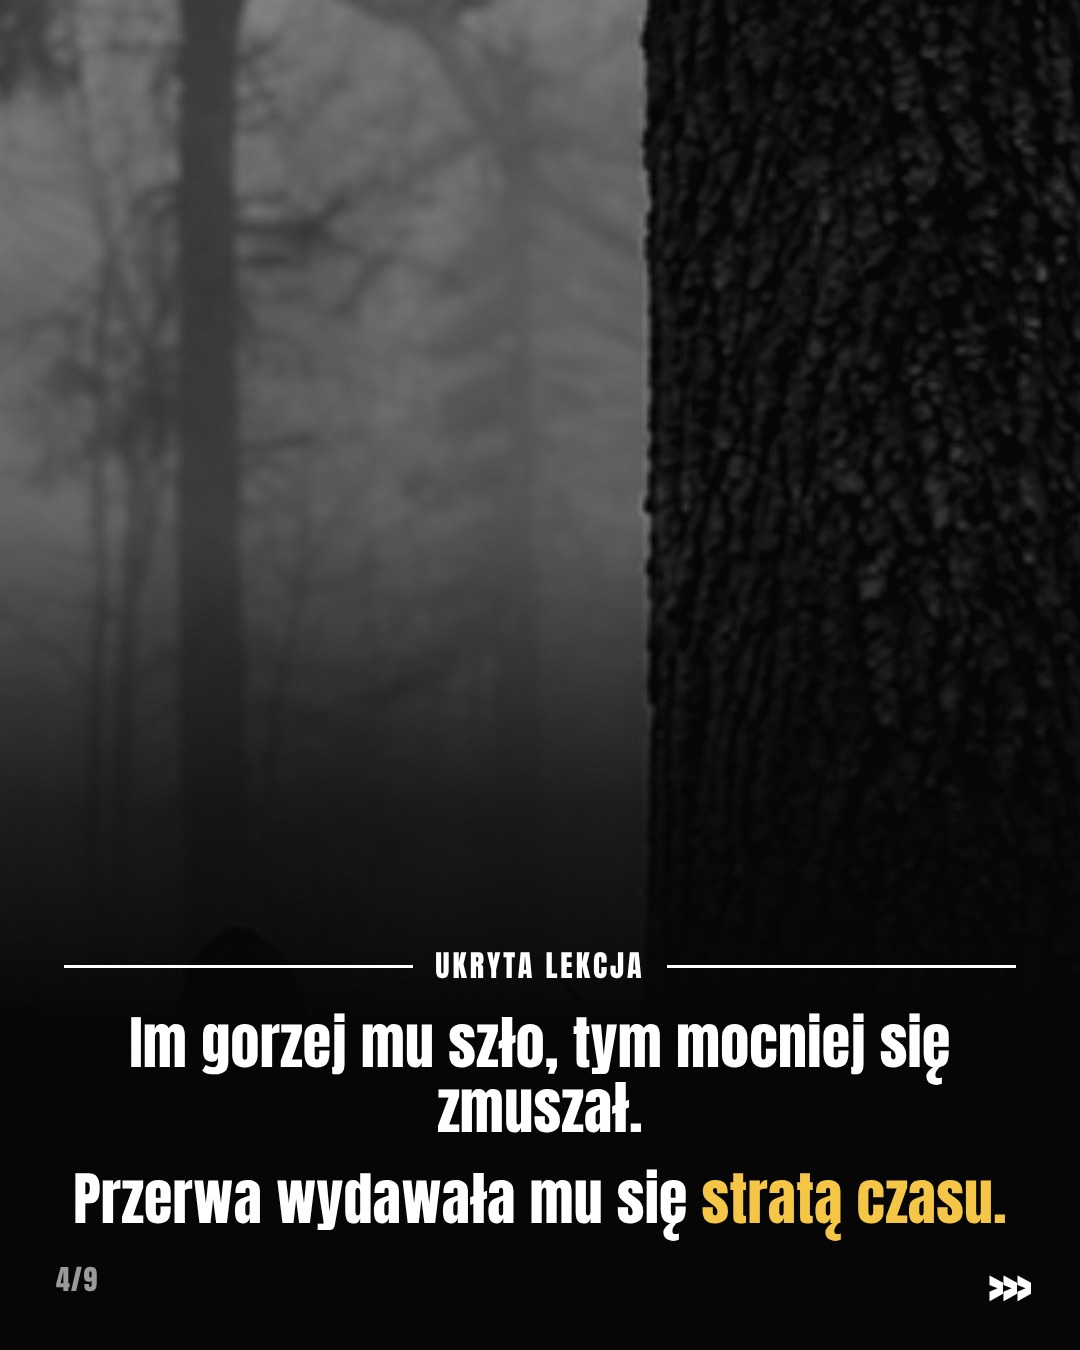 UKRYTA LEKCJA
Im gorzej mu szło, tym mocniej się
zmuszał.
Przerwa wydawała mu się stratą czasu.
4/9
>>>